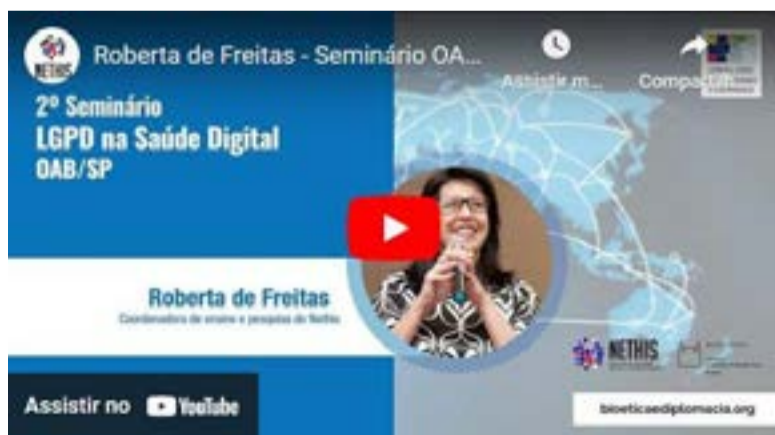 Roberta de Freitas - Seminário OA...
Assistir m...
NETHIS
2º Seminário
LGPD na Saúde Digital
OAB/SP
Roberta de Freitas
Coordenadora de ensino e pesquisa do Nethis
NETHIS
Assistir no YouTube
bioeticaediplomacia.org